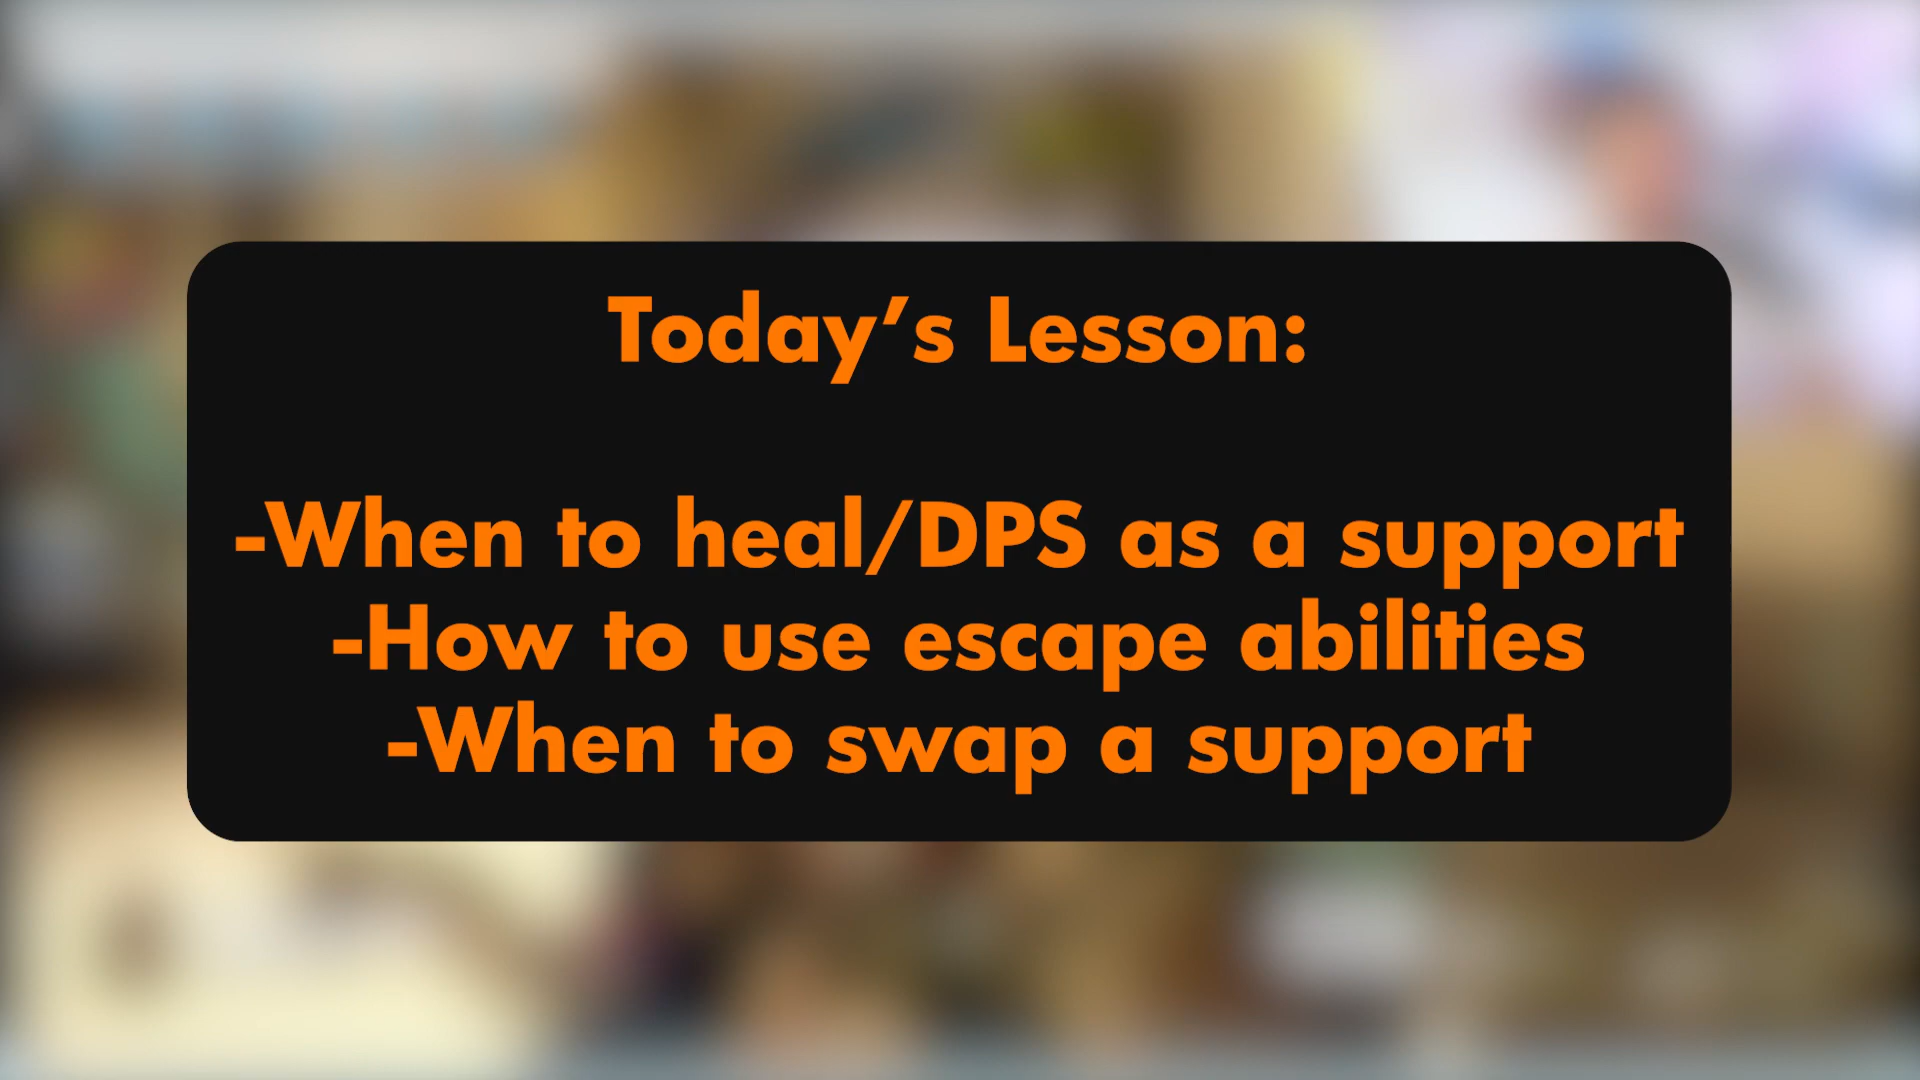 Today’s Lesson:
-When to heal/DPS as a support
-How to use escape abilities
-When to swap a support